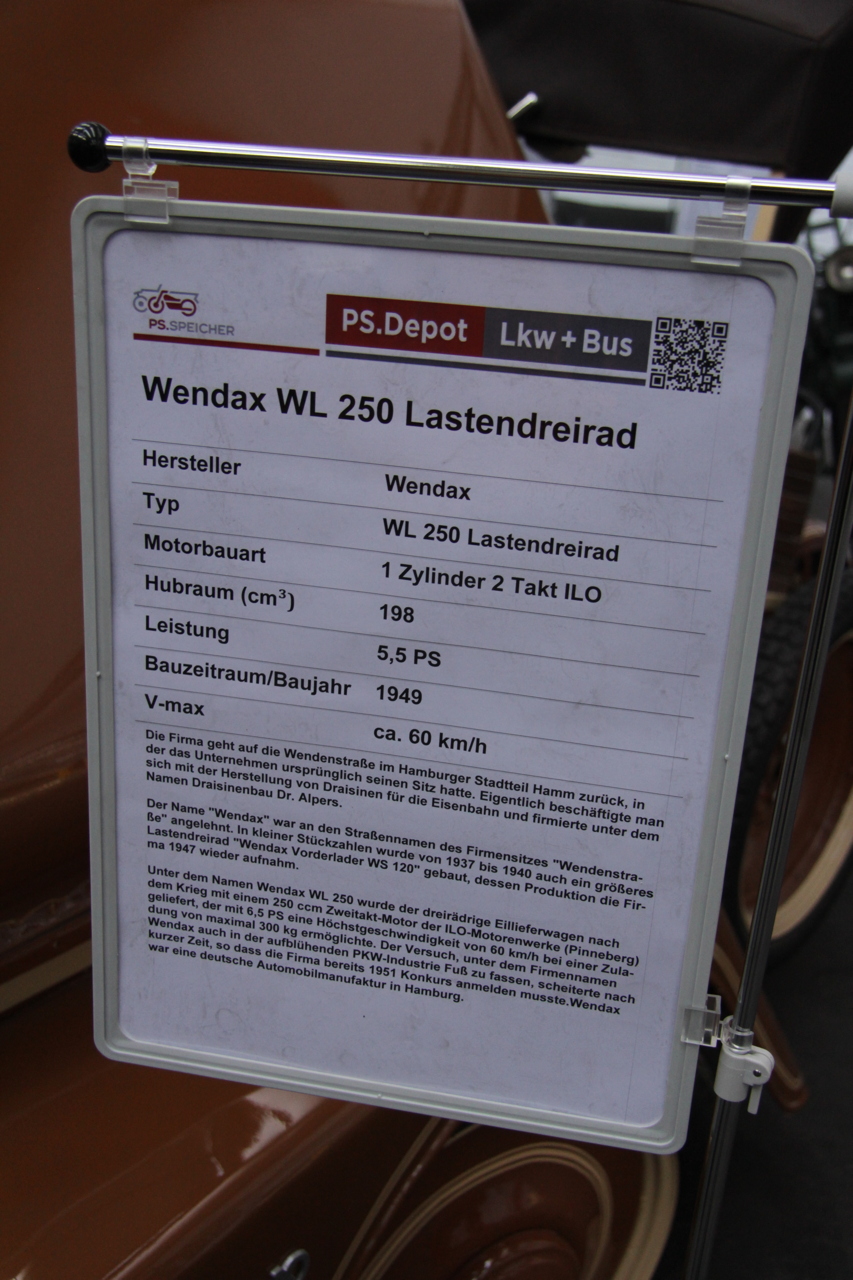 PS.SPEICHER
PS.Depot Lkw + Bus
Wendax WL 250 Lastendreirad
Hersteller Wendax
Typ WL 250 Lastendreirad
Motorbauart 1 Zylinder 2 Takt ILO
Hubraum (cm³) 198
Leistung 5,5 PS
Bauzeitraum/Baujahr 1949
V-max ca. 60 km/h
Die Firma geht auf die Wendenstraße im Hamburger Stadtteil Hamm zurück, in
der das Unternehmen ursprünglich seinen Sitz hatte. Eigentlich beschäftigte man
sich mit der Herstellung von Draisinen für die Eisenbahn und firmierte unter dem
Namen Draisinenbau Dr. Alpers.
Der Name "Wendax" war an den Straßennamen des Firmensitzes "Wendenstra-
ße" angelehnt. In kleiner Stückzahlen wurde von 1937 bis 1940 auch ein größeres
Lastendreirad "Wendax Vorderlader WS 120" gebaut, dessen Produktion die Fir-
ma 1947 wieder aufnahm.
Unter dem Namen Wendax WL 250 wurde der dreirädrige Eillieferwagen nach
dem Krieg mit einem 250 ccm Zweitakt-Motor der ILO-Motorenwerke (Pinneberg)
geliefert, der mit 6,5 PS eine Höchstgeschwindigkeit von 60 km/h bei einer Zula-
dung von maximal 300 kg ermöglichte. Der Versuch, unter dem Firmennamen
Wendax auch in der aufblühenden PKW-Industrie Fuß zu fassen, scheiterte nach
kurzer Zeit, so dass die Firma bereits 1951 Konkurs anmelden musste.Wendax
war eine deutsche Automobilmanufaktur in Hamburg.